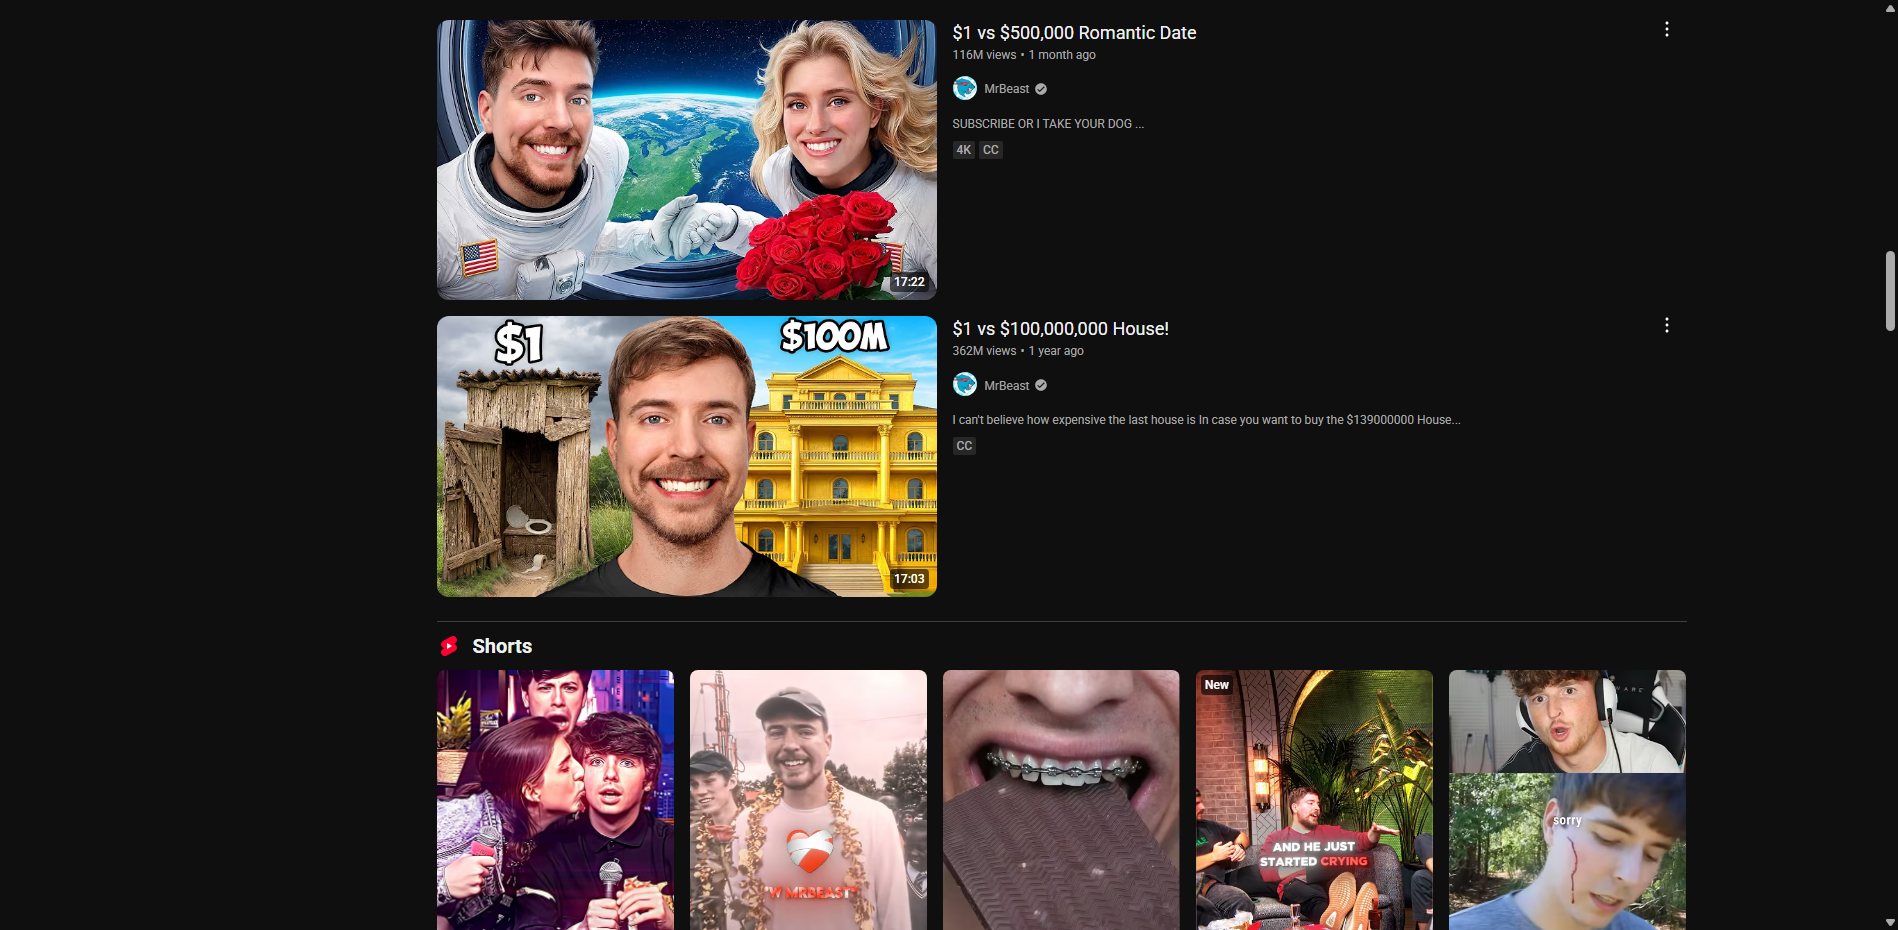 $1 vs $500,000 Romantic Date
116M views • 1 month ago
MrBeast
SUBSCRIBE OR I TAKE YOUR DOG ...
4K CC
17:22
$1
$100M
17:03
$1 vs $100,000,000 House!
362M views • 1 year ago
MrBeast
I can't believe how expensive the last house is In case you want to buy the $139000000 House...
CC
Shorts
"W MRBEAST"
New
AND HE JUST
STARTED CRYING
sorry